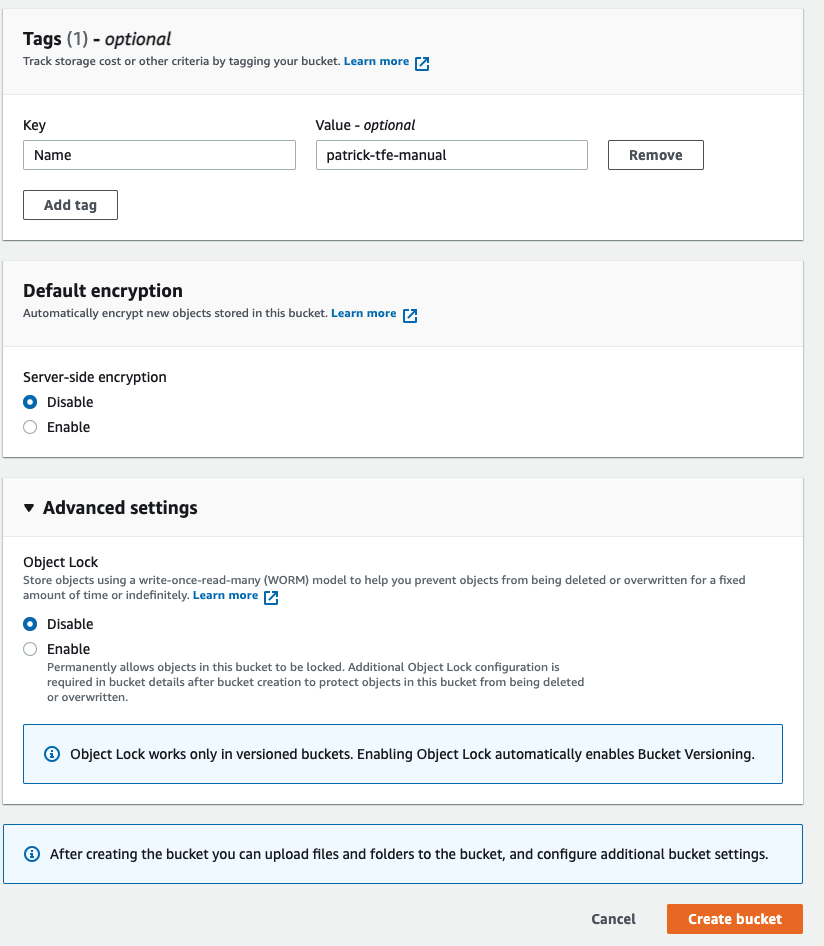 Tags (1) - optional
Track storage cost or other criteria by tagging your bucket. Learn more
Key
Value - optional
Name
patrick-tfe-manual
Remove
Add tag
Default encryption
Automatically encrypt new objects stored in this bucket. Learn more
Server-side encryption
Disable
Enable
Advanced settings
Object Lock
Store objects using a write-once-read-many (WORM) model to help you prevent objects from being deleted or overwritten for a fixed
amount of time or indefinitely. Learn more
Disable
Enable
Permanently allows objects in this bucket to be locked. Additional Object Lock configuration is
required in bucket details after bucket creation to protect objects in this bucket from being deleted
or overwritten.
Object Lock works only in versioned buckets. Enabling Object Lock automatically enables Bucket Versioning.
After creating the bucket you can upload files and folders to the bucket, and configure additional bucket settings.
Cancel
Create bucket